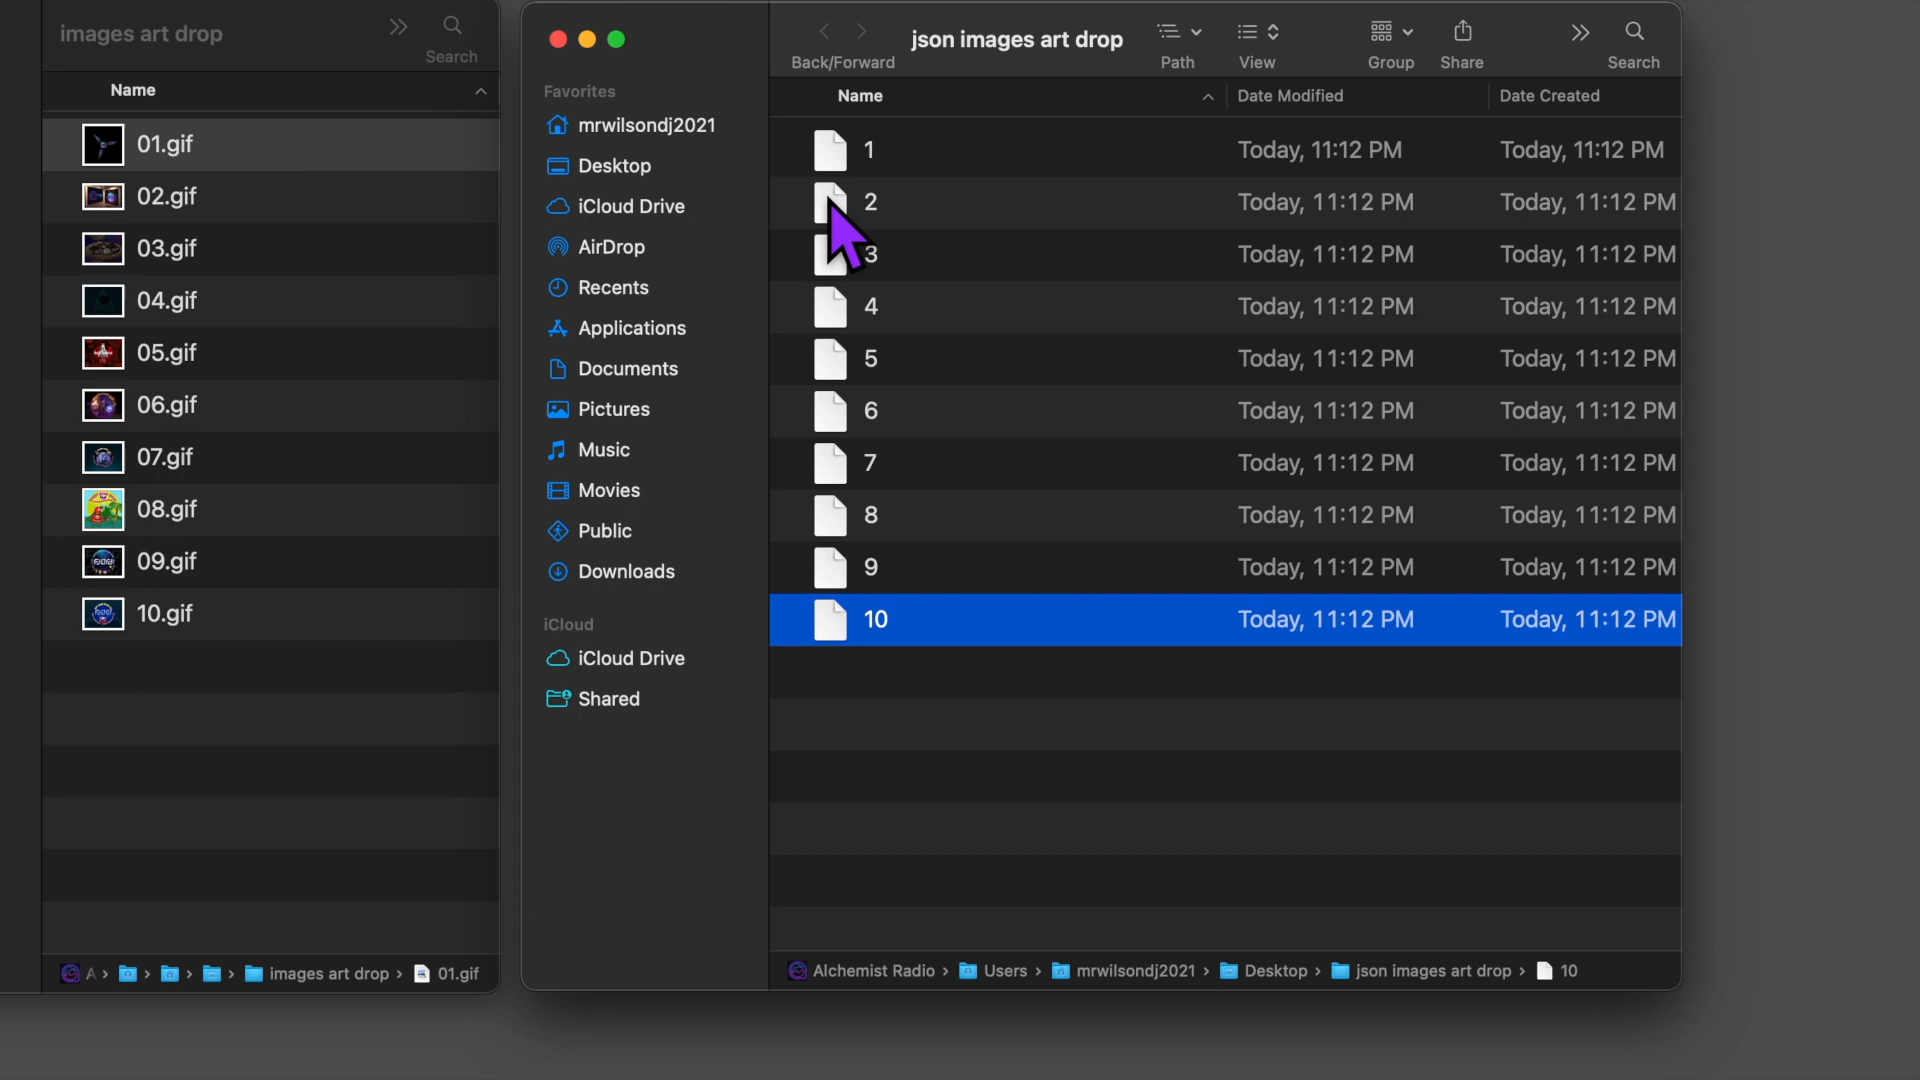 images art drop
Search
Name
01.gif
02.gif
03.gif
04.gif
05.gif
06.gif
07.gif
08.gif
09.gif
10.gif
A › › › › images art drop › 01.gif
Favorites
mrwilsondj2021
Desktop
iCloud Drive
AirDrop
Recents
Applications
Documents
Pictures
Music
Movies
Public
Downloads
iCloud
iCloud Drive
Shared
json images art drop
Back/Forward Path View Group Share Search
Name Date Modified Date Created
1 Today, 11:12 PM Today, 11:12 PM
2 Today, 11:12 PM Today, 11:12 PM
3 Today, 11:12 PM Today, 11:12 PM
4 Today, 11:12 PM Today, 11:12 PM
5 Today, 11:12 PM Today, 11:12 PM
6 Today, 11:12 PM Today, 11:12 PM
7 Today, 11:12 PM Today, 11:12 PM
8 Today, 11:12 PM Today, 11:12 PM
9 Today, 11:12 PM Today, 11:12 PM
10 Today, 11:12 PM Today, 11:12 PM
Alchemist Radio › Users › mrwilsondj2021 › Desktop › json images art drop › 10